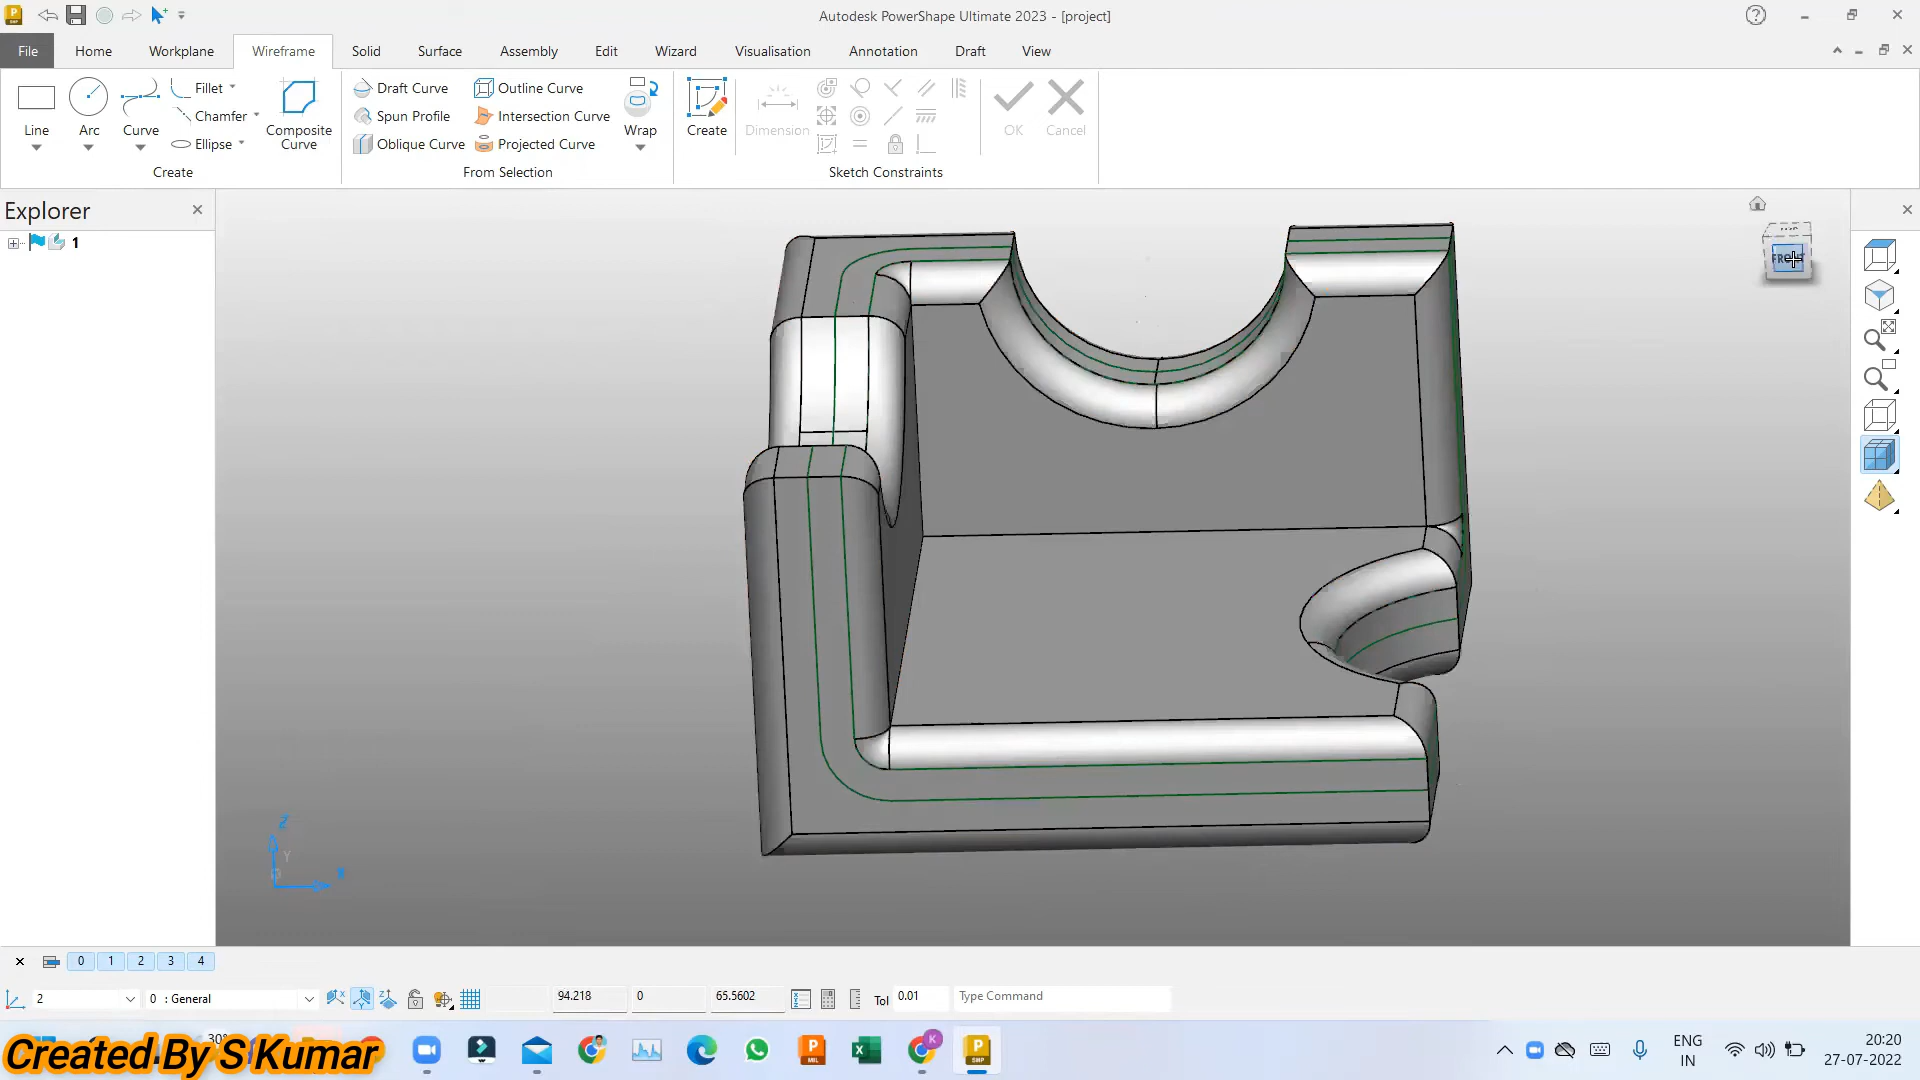 Autodesk PowerShape Ultimate 2023 - [project]
File Home Workplane Wireframe Solid Surface Assembly Edit Wizard Visualisation Annotation Draft View
Line Arc Curve Fillet Chamfer Ellipse Composite Curve
Draft Curve Outline Curve
Spun Profile Intersection Curve
Oblique Curve Projected Curve
Wrap Create Dimension OK Cancel
Create From Selection Sketch Constraints
Explorer
1
FRONT
Z
Y
X
0 1 2 3 4
2 0 : General 94.218 0 65.5602 Tol 0.01 Type Command
30°
Created By S Kumar
ENG
IN
20:20
27-07-2022